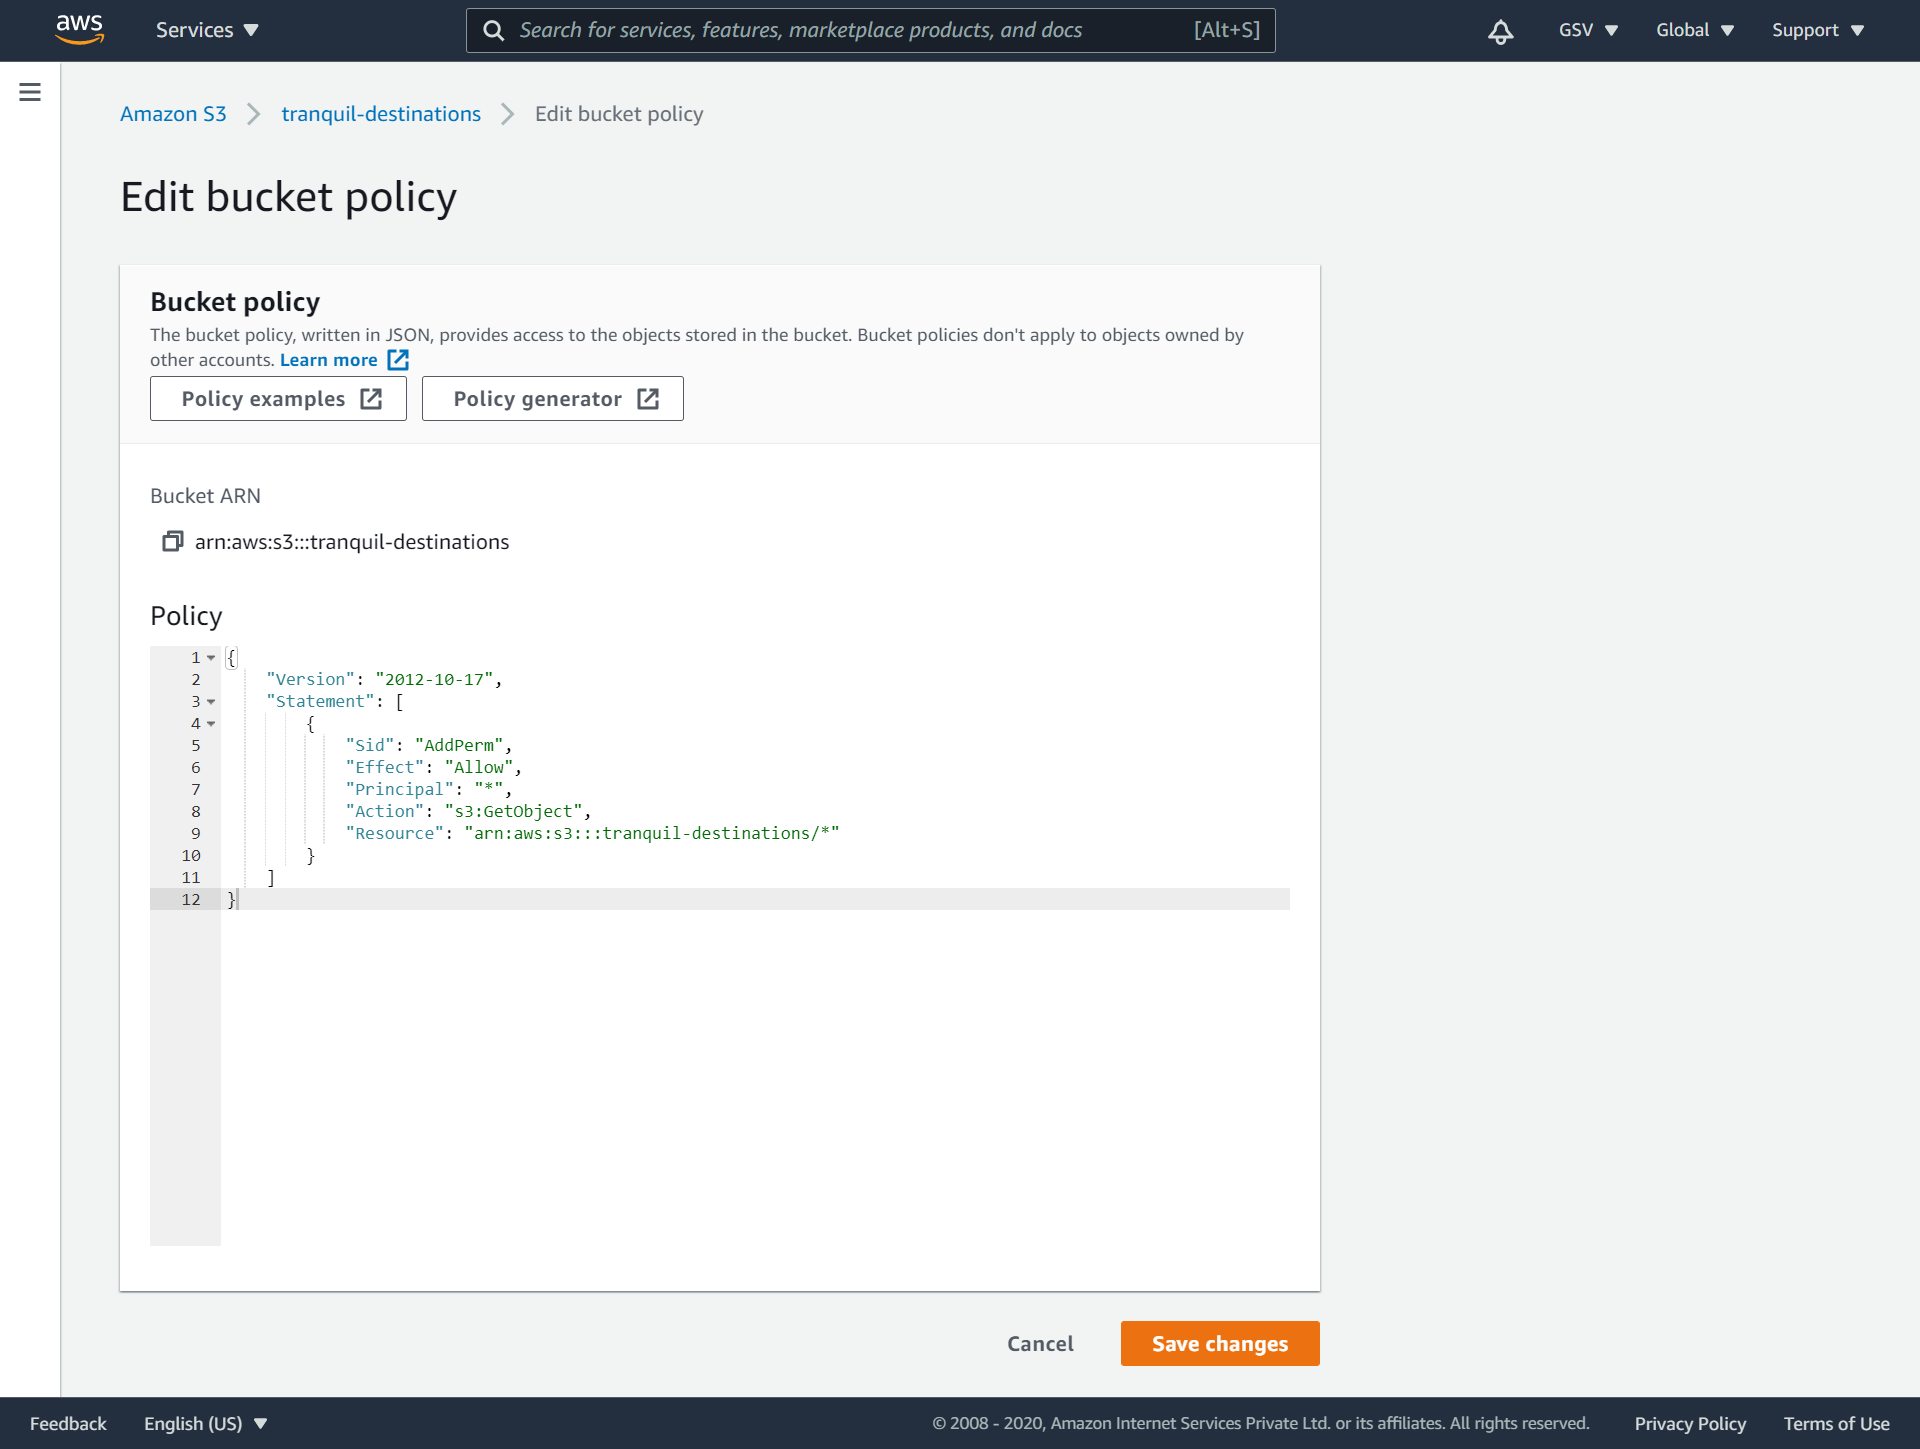 aws Services Search for services, features, marketplace products, and docs [Alt+S] GSV Global Support
Amazon S3 tranquil-destinations Edit bucket policy
Edit bucket policy
Bucket policy
The bucket policy, written in JSON, provides access to the objects stored in the bucket. Bucket policies don't apply to objects owned by
other accounts. Learn more
Policy examples Policy generator
Bucket ARN
arn:aws:s3:::tranquil-destinations
Policy
1 {
2     "Version": "2012-10-17",
3     "Statement": [
4         {
5             "Sid": "AddPerm",
6             "Effect": "Allow",
7             "Principal": "*",
8             "Action": "s3:GetObject",
9             "Resource": "arn:aws:s3:::tranquil-destinations/*"
10         }
11     ]
12 }
Cancel Save changes
Feedback English (US) © 2008 - 2020, Amazon Internet Services Private Ltd. or its affiliates. All rights reserved. Privacy Policy Terms of Use